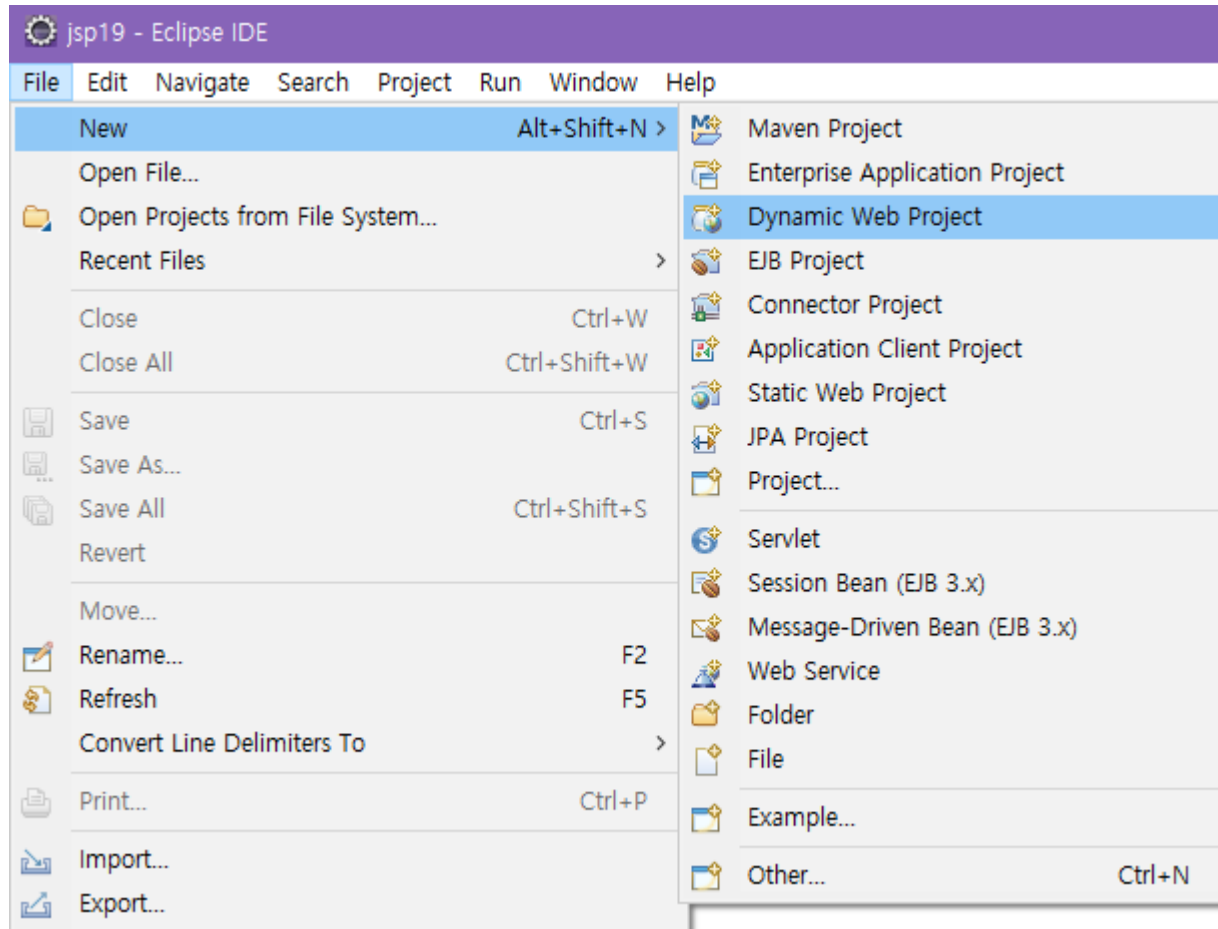 jsp19 - Eclipse IDE
File Edit Navigate Search Project Run Window Help
New Alt+Shift+N >
Open File...
Open Projects from File System...
Recent Files >
Close Ctrl+W
Close All Ctrl+Shift+W
Save Ctrl+S
Save As...
Save All Ctrl+Shift+S
Revert
Move...
Rename... F2
Refresh F5
Convert Line Delimiters To >
Print... Ctrl+P
Import...
Export...
Maven Project
Enterprise Application Project
Dynamic Web Project
EJB Project
Connector Project
Application Client Project
Static Web Project
JPA Project
Project...
Servlet
Session Bean (EJB 3.x)
Message-Driven Bean (EJB 3.x)
Web Service
Folder
File
Example...
Other... Ctrl+N